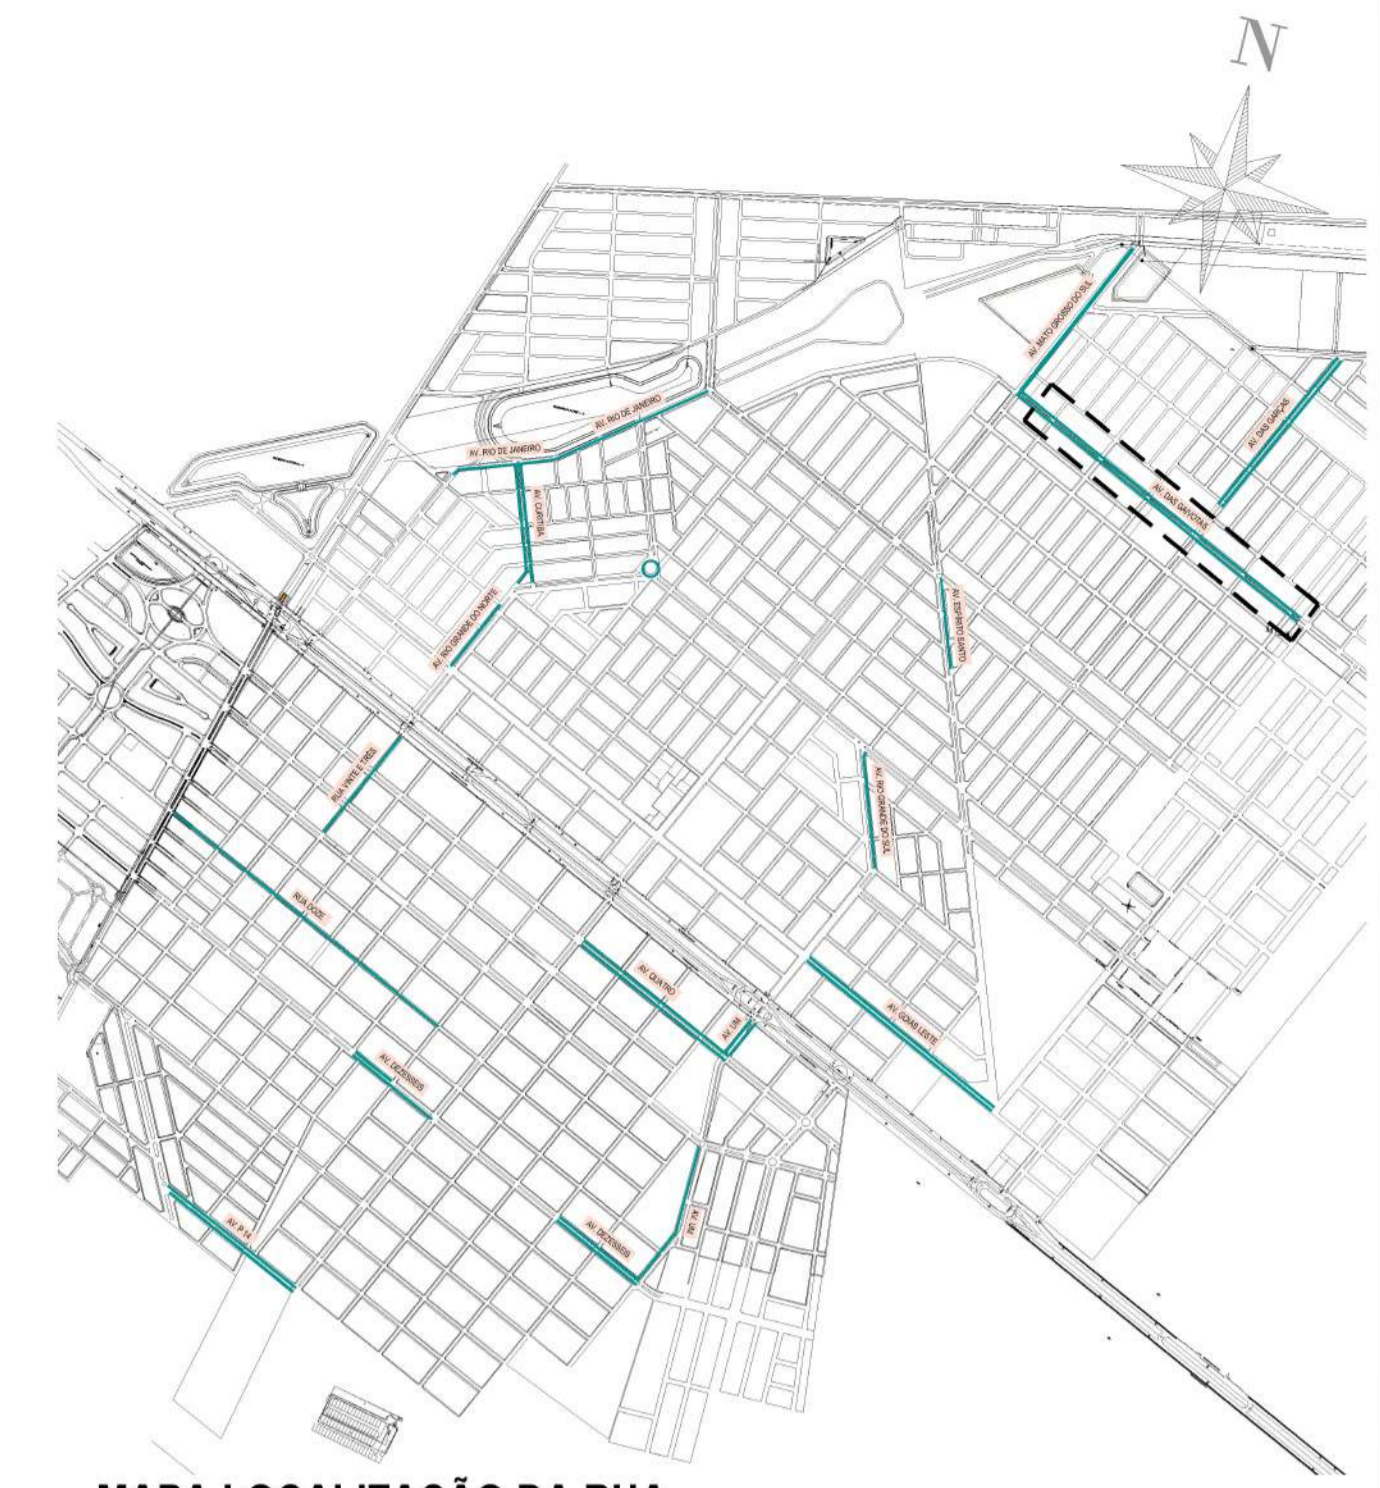 N
AV. MATO GROSSO DO SUL
AV. DAS GARÇAS
AV. RIO DE JANEIRO
AV. RIO DE JANEIRO
AV. CURITIBA
AV. DAS GAIVOTAS
AV. RIO GRANDE DO NORTE
AV. ESPÍRITO SANTO
RUA VINTE E TRÊS
AV. RIO GRANDE DO SUL
RUA DOZE
AV. QUATRO
AV. UM
AV. GOIAS LESTE
AV. DEZESSEIS
AV. UM
AV. P 14
AV. DEZESSEIS
MAPA LOCALIZAÇÃO DA RUA